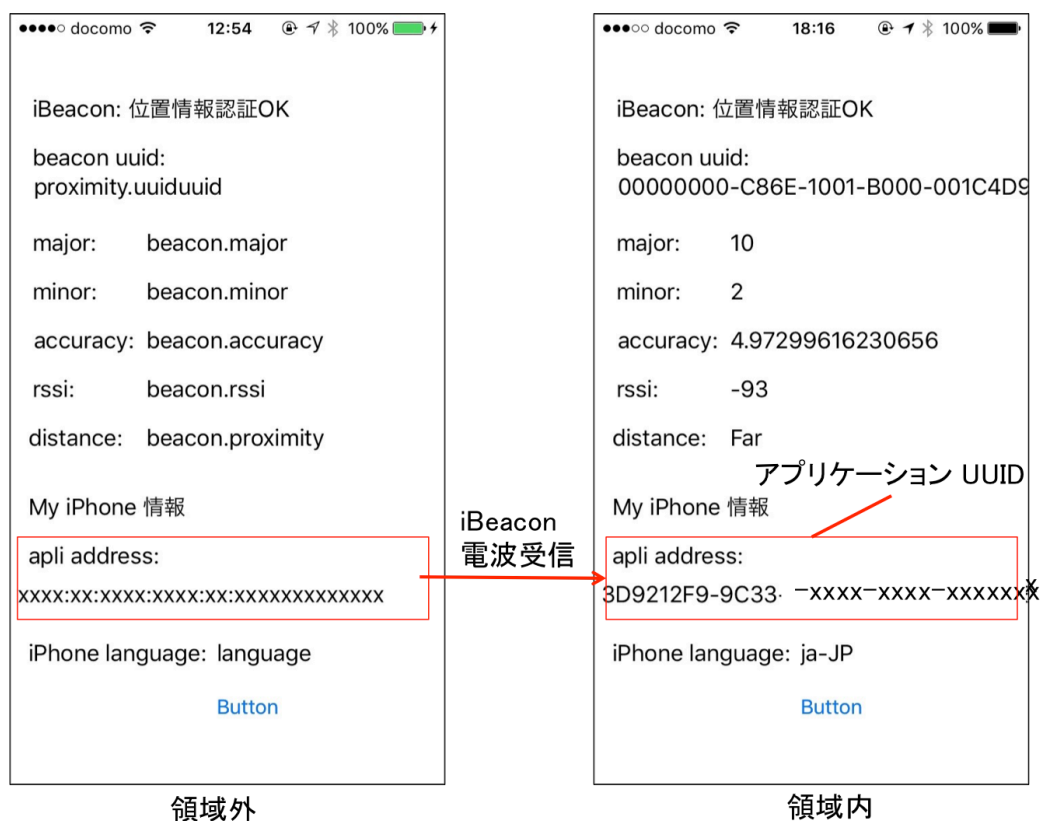 ●●●●○ docomo 12:54 100%
iBeacon: 位置情報認証OK
beacon uuid:
proximity.uuiduuid
major: beacon.major
minor: beacon.minor
accuracy: beacon.accuracy
rssi: beacon.rssi
distance: beacon.proximity
My iPhone 情報
apli address:
xxxx:xx:xxxx:xxxx:xx:xxxxxxxxxxxxx
iPhone language: language
Button
領域外
iBeacon
電波受信
●●●○○ docomo 18:16 100%
iBeacon: 位置情報認証OK
beacon uuid:
00000000-C86E-1001-B000-001C4D9
major: 10
minor: 2
accuracy: 4.97299616230656
rssi: -93
distance: Far
アプリケーション UUID
My iPhone 情報
apli address:
3D9212F9-9C33- -xxxx-xxxx-xxxxxxx
iPhone language: ja-JP
Button
領域内